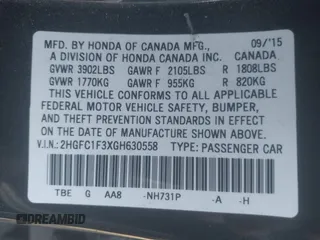 MFD. BY HONDA OF CANADA MFG., 09/'15
A DIVISION OF HONDA CANADA INC. CANADA
GVWR 3902LBS GAWR F 2105LBS R 1808LBS
GVWR 1770KG GAWR F 955KG R 820KG
THIS VEHICLE CONFORMS TO ALL APPLICABLE
FEDERAL MOTOR VEHICLE SAFETY, BUMPER,
AND THEFT PREVENTION STANDARDS IN EFFECT
ON THE DATE OF MANUFACTURE SHOWN ABOVE.
V.I.N.: 2HGFC1F3XGH630558 TYPE: PASSENGER CAR
TBE G AA8 -NH731P -A -H
© BIDFAX.INFO